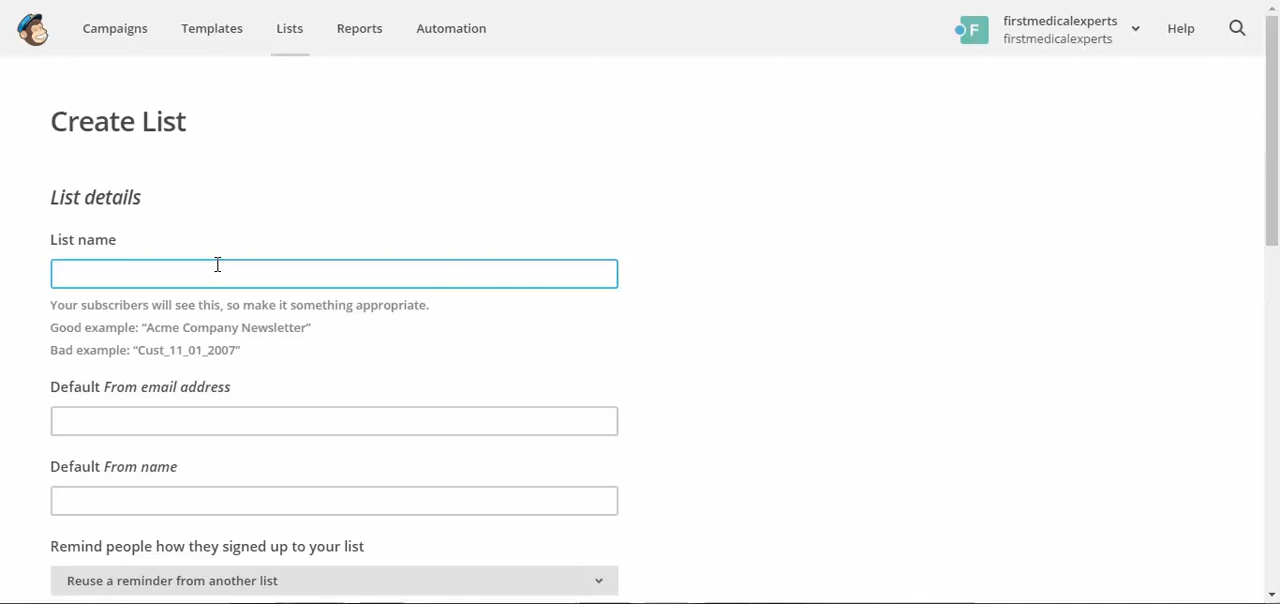 Campaigns Templates Lists Reports Automation
F firstmedicalexperts Help
firstmedicalexperts
Create List
List details
List name
Your subscribers will see this, so make it something appropriate.
Good example: “Acme Company Newsletter”
Bad example: “Cust_11_01_2007”
Default From email address
Default From name
Remind people how they signed up to your list
Reuse a reminder from another list